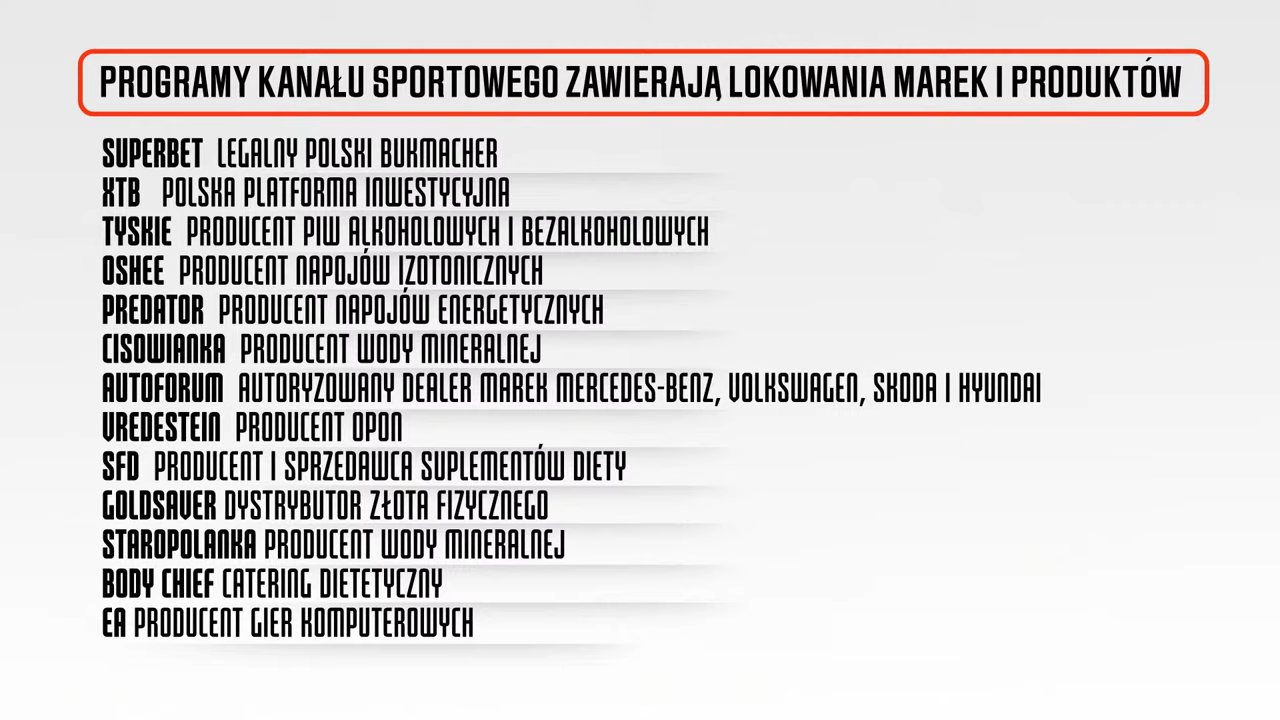 PROGRAMY KANAŁU SPORTOWEGO ZAWIERAJĄ LOKOWANIA MAREK I PRODUKTÓW
SUPERBET LEGALNY POLSKI BUKMACHER
XTB POLSKA PLATFORMA INWESTYCYJNA
TYSKIE PRODUCENT PIW ALKOHOLOWYCH I BEZALKOHOLOWYCH
OSHEE PRODUCENT NAPOJÓW IZOTONICZNYCH
PREDATOR PRODUCENT NAPOJÓW ENERGETYCZNYCH
CISOWIANKA PRODUCENT WODY MINERALNEJ
AUTOFORUM AUTORYZOWANY DEALER MAREK MERCEDES-BENZ, VOLKSWAGEN, SKODA I HYUNDAI
VREDESTEIN PRODUCENT OPON
SFD PRODUCENT I SPRZEDAWCA SUPLEMENTÓW DIETY
GOLDSAVER DYSTRYBUTOR ZŁOTA FIZYCZNEGO
STAROPOLANKA PRODUCENT WODY MINERALNEJ
BODY CHIEF CATERING DIETETYCZNY
EA PRODUCENT GIER KOMPUTEROWYCH